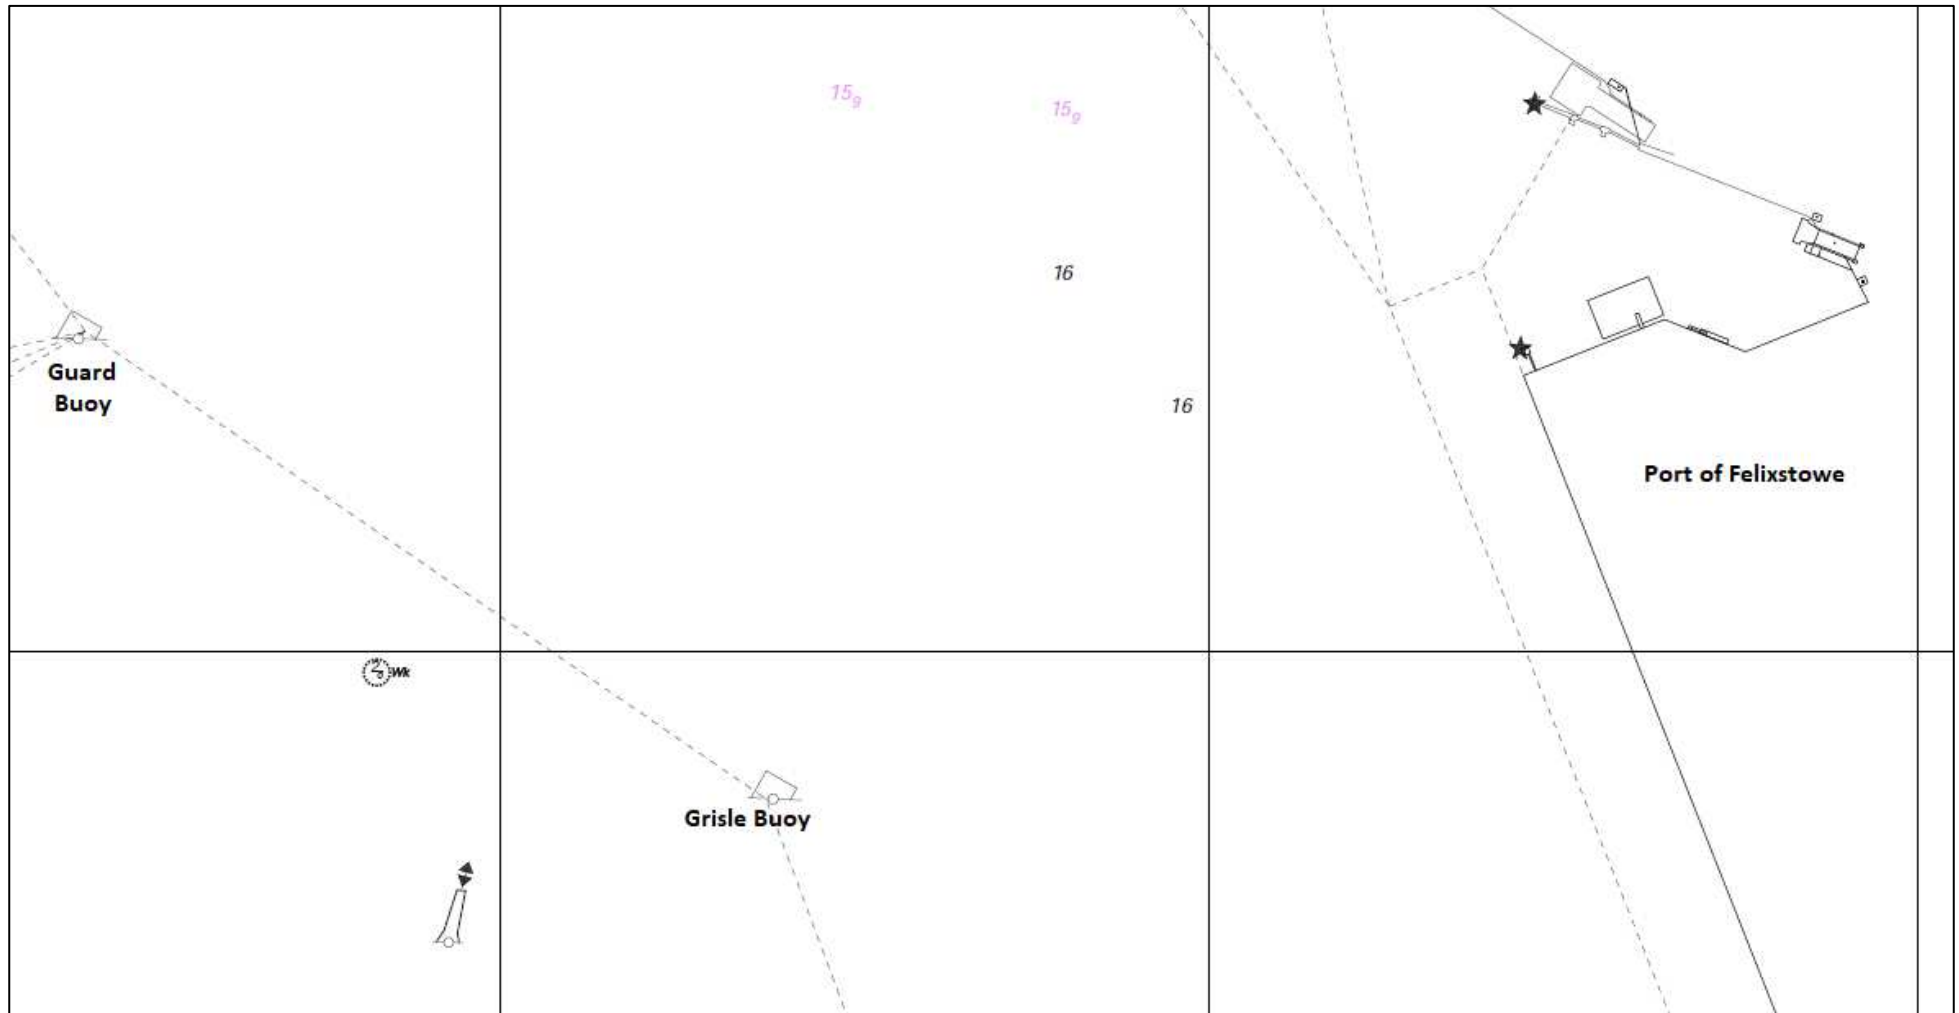 15₉
15₉
16
Guard
Buoy
16
Port of Felixstowe
Wk
Grisle Buoy